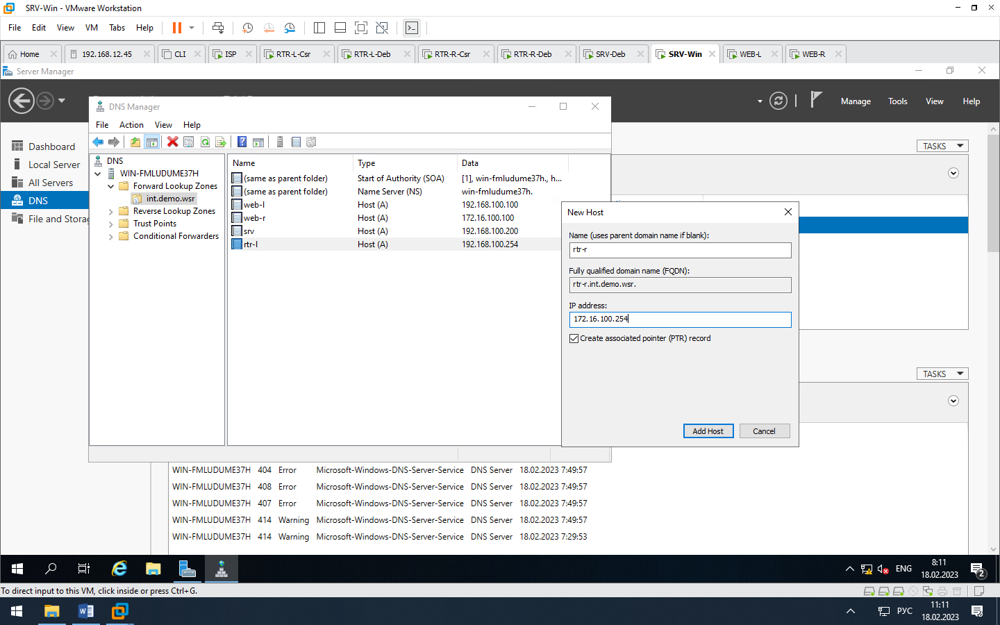 SRV-Win - VMware Workstation
File Edit View VM Tabs Help
Home 192.168.12.45 CLI ISP RTR-L-Csr RTR-L-Deb RTR-R-Csr RTR-R-Deb SRV-Deb SRV-Win WEB-L WEB-R
Server Manager
Manage Tools View Help
DNS Manager
File Action View Help
Dashboard
Local Server
All Servers
DNS
File and Storag
TASKS
DNS
WIN-FMLUDUME37H
Forward Lookup Zones
int.demo.wsr
Reverse Lookup Zones
Trust Points
Conditional Forwarders
Name Type Data
(same as parent folder) Start of Authority (SOA) [1], win-fmludume37h., h...
(same as parent folder) Name Server (NS) win-fmludume37h.
web-l Host (A) 192.168.100.100
web-r Host (A) 172.16.100.100
srv Host (A) 192.168.100.200
rtr-l Host (A) 192.168.100.254
New Host
Name (uses parent domain name if blank):
rtr-r
Fully qualified domain name (FQDN):
rtr-r.int.demo.wsr.
IP address:
172.16.100.254
Create associated pointer (PTR) record
Add Host Cancel
TASKS
WIN-FMLUDUME37H 404 Error Microsoft-Windows-DNS-Server-Service DNS Server 18.02.2023 7:49:57
WIN-FMLUDUME37H 408 Error Microsoft-Windows-DNS-Server-Service DNS Server 18.02.2023 7:49:57
WIN-FMLUDUME37H 407 Error Microsoft-Windows-DNS-Server-Service DNS Server 18.02.2023 7:49:57
WIN-FMLUDUME37H 414 Warning Microsoft-Windows-DNS-Server-Service DNS Server 18.02.2023 7:49:57
WIN-FMLUDUME37H 414 Warning Microsoft-Windows-DNS-Server-Service DNS Server 18.02.2023 7:29:53
ENG
8:11
18.02.2023
2
To direct input to this VM, click inside or press Ctrl+G.
РУС
11:11
18.02.2023